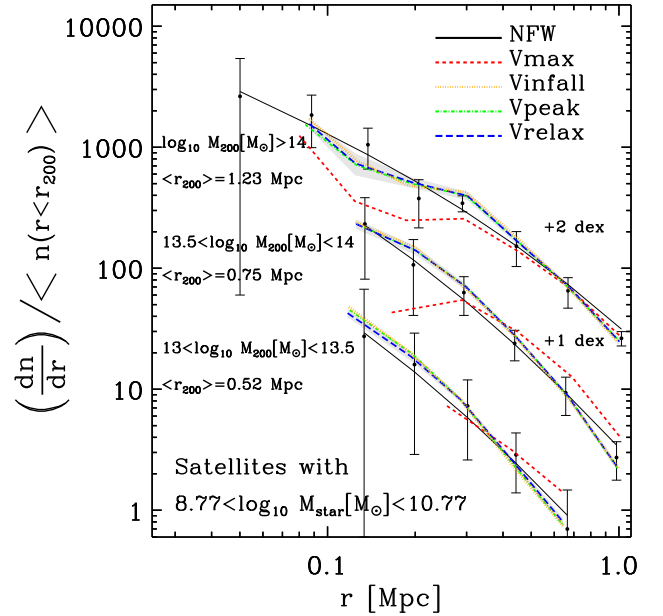 10000
1000
100
10
1
(dn/dr) / < n(r<r₂₀₀) >
NFW
Vmax
Vinfall
Vpeak
Vrelax
log₁₀ M₂₀₀[M☉]>14
<r₂₀₀>=1.23 Mpc
+2 dex
13.5<log₁₀ M₂₀₀[M☉]<14
<r₂₀₀>=0.75 Mpc
+1 dex
13<log₁₀ M₂₀₀[M☉]<13.5
<r₂₀₀>=0.52 Mpc
Satellites with
8.77<log₁₀ M_star[M☉]<10.77
0.1 1.0
r [Mpc]